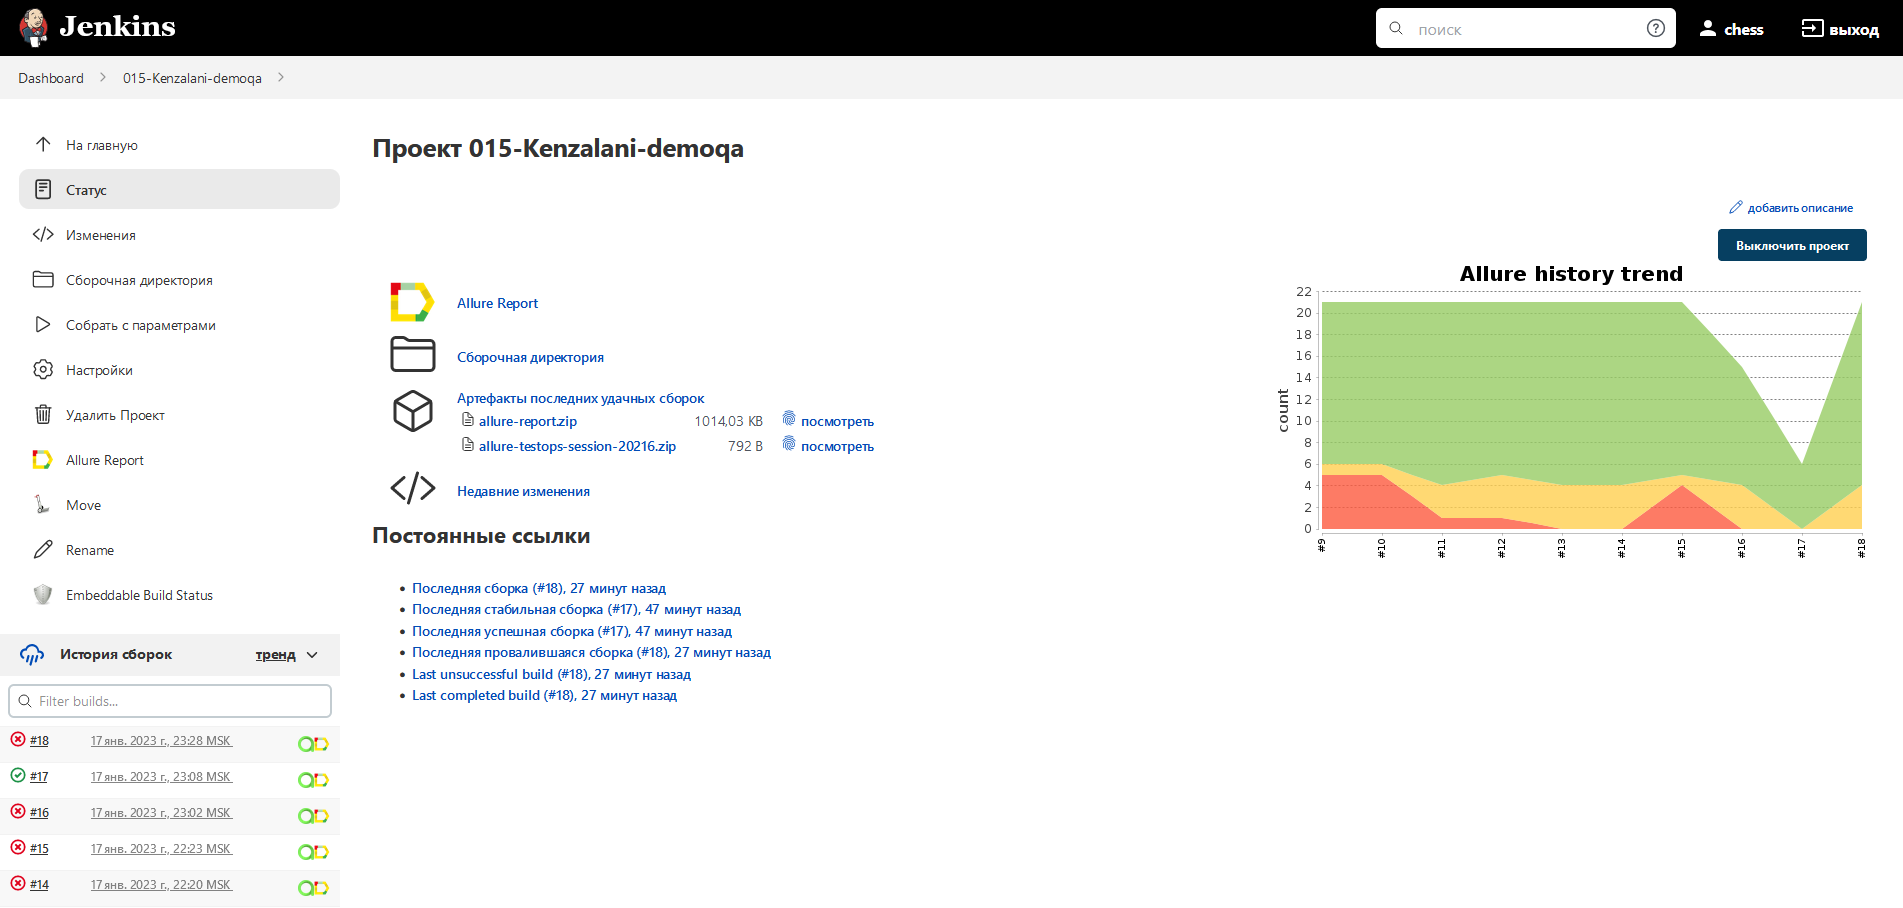 Jenkins
поиск
chess
выход
Dashboard
015-Kenzalani-demoqa
На главную
Статус
Изменения
Сборочная директория
Собрать с параметрами
Настройки
Удалить Проект
Allure Report
Move
Rename
Embeddable Build Status
История сборок
тренд
Filter builds...
#18 17 янв. 2023 г., 23:28 MSK
#17 17 янв. 2023 г., 23:08 MSK
#16 17 янв. 2023 г., 23:02 MSK
#15 17 янв. 2023 г., 22:23 MSK
#14 17 янв. 2023 г., 22:20 MSK
Проект 015-Kenzalani-demoqa
добавить описание
Выключить проект
Allure Report
Сборочная директория
Артефакты последних удачных сборок
allure-report.zip 1014,03 KB посмотреть
allure-testops-session-20216.zip 792 B посмотреть
Недавние изменения
Постоянные ссылки
Последняя сборка (#18), 27 минут назад
Последняя стабильная сборка (#17), 47 минут назад
Последняя успешная сборка (#17), 47 минут назад
Последняя провалившаяся сборка (#18), 27 минут назад
Last unsuccessful build (#18), 27 минут назад
Last completed build (#18), 27 минут назад
Allure history trend
count
22
20
18
16
14
12
10
8
6
4
2
0
#9 #10 #11 #12 #13 #14 #15 #16 #17 #18